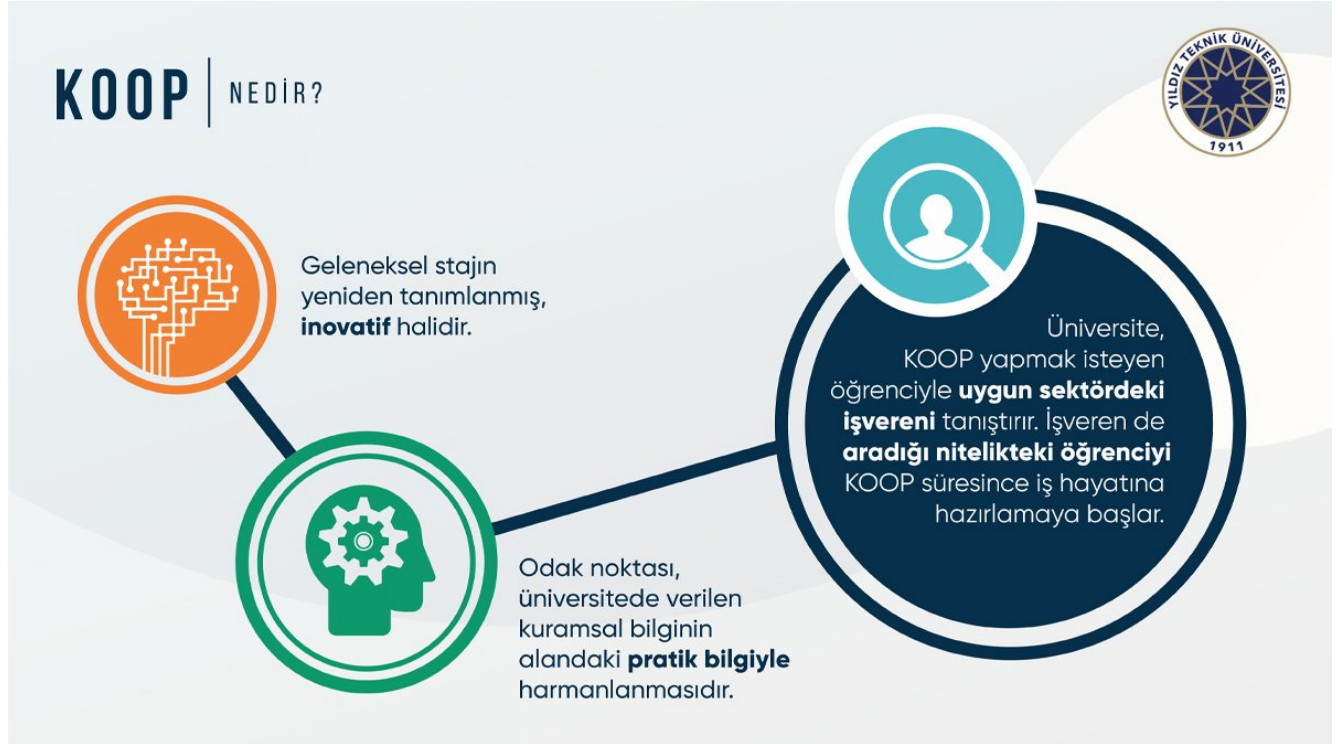 KOOP | NEDİR?
YILDIZ TEKNİK ÜNİVERSİTESİ
1911
Geleneksel stajın
yeniden tanımlanmış,
inovatif halidir.
Odak noktası,
üniversitede verilen
kuramsal bilginin
alandaki pratik bilgiyle
harmanlanmasıdır.
Üniversite,
KOOP yapmak isteyen
öğrenciyle uygun sektördeki
işvereni tanıştırır. İşveren de
aradığı nitelikteki öğrenciyi
KOOP süresince iş hayatına
hazırlamaya başlar.